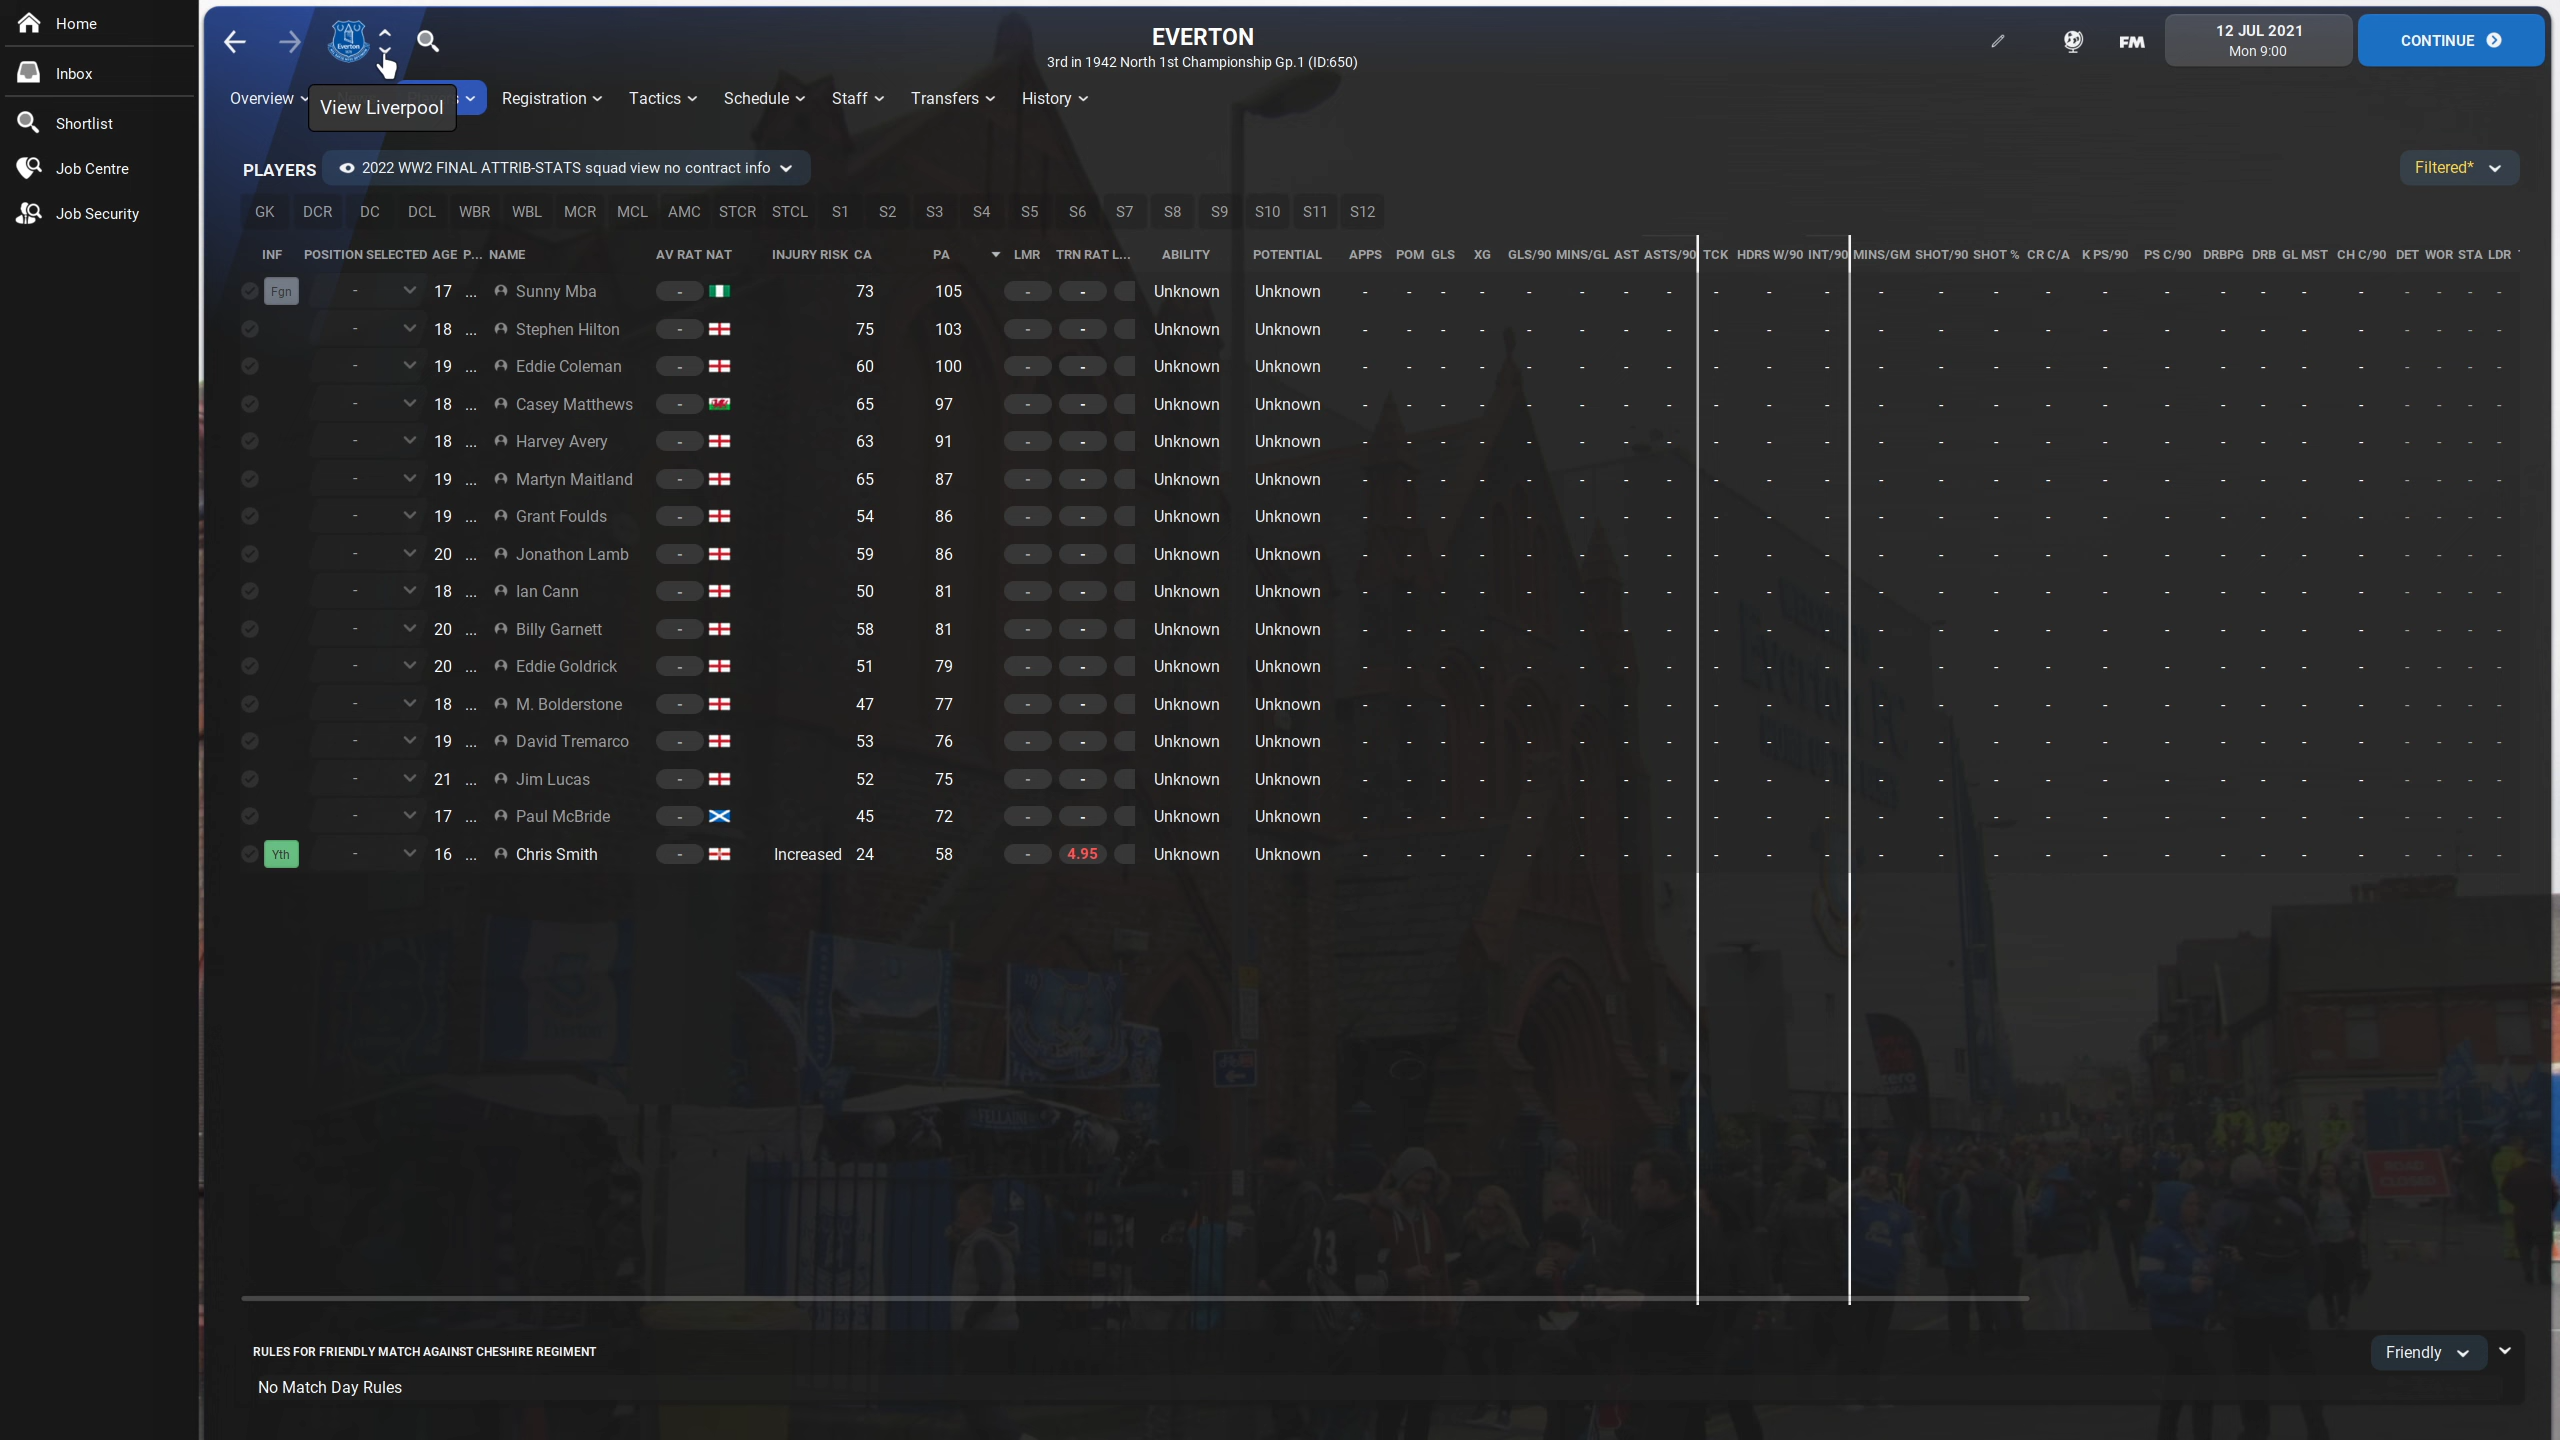 Home
Inbox
Shortlist
Job Centre
Job Security
Everton
EVERTON
3rd in 1942 North 1st Championship Gp.1 (ID:650)
FM
12 JUL 2021
Mon 9:00
CONTINUE
Overview
View Liverpool
Registration Tactics Schedule Staff Transfers History
PLAYERS 2022 WW2 FINAL ATTRIB-STATS squad view no contract info Filtered*
GK DCR DC DCL WBR WBL MCR MCL AMC STCR STCL S1 S2 S3 S4 S5 S6 S7 S8 S9 S10 S11 S12
INF POSITION SELECTED AGE P... NAME AV RAT NAT INJURY RISK CA PA LMR TRN RAT L... ABILITY POTENTIAL APPS POM GLS XG GLS/90 MINS/GL AST ASTS/90 TCK HDRS W/90 INT/90 MINS/GM SHOT/90 SHOT % CR C/A K PS/90 PS C/90 DRBPG DRB GL MST CH C/90 DET WOR STA LDR
Fgn - 17 ... Sunny Mba - 73 105 - - Unknown Unknown - - - - - - - - - - - - - - - - - - - - - - - - -
- 18 ... Stephen Hilton - 75 103 - - Unknown Unknown - - - - - - - - - - - - - - - - - - - - - - - - -
- 19 ... Eddie Coleman - 60 100 - - Unknown Unknown - - - - - - - - - - - - - - - - - - - - - - - - -
- 18 ... Casey Matthews - 65 97 - - Unknown Unknown - - - - - - - - - - - - - - - - - - - - - - - - -
- 18 ... Harvey Avery - 63 91 - - Unknown Unknown - - - - - - - - - - - - - - - - - - - - - - - - -
- 19 ... Martyn Maitland - 65 87 - - Unknown Unknown - - - - - - - - - - - - - - - - - - - - - - - - -
- 19 ... Grant Foulds - 54 86 - - Unknown Unknown - - - - - - - - - - - - - - - - - - - - - - - - -
- 20 ... Jonathon Lamb - 59 86 - - Unknown Unknown - - - - - - - - - - - - - - - - - - - - - - - - -
- 18 ... Ian Cann - 50 81 - - Unknown Unknown - - - - - - - - - - - - - - - - - - - - - - - - -
- 20 ... Billy Garnett - 58 81 - - Unknown Unknown - - - - - - - - - - - - - - - - - - - - - - - - -
- 20 ... Eddie Goldrick - 51 79 - - Unknown Unknown - - - - - - - - - - - - - - - - - - - - - - - - -
- 18 ... M. Bolderstone - 47 77 - - Unknown Unknown - - - - - - - - - - - - - - - - - - - - - - - - -
- 19 ... David Tremarco - 53 76 - - Unknown Unknown - - - - - - - - - - - - - - - - - - - - - - - - -
- 21 ... Jim Lucas - 52 75 - - Unknown Unknown - - - - - - - - - - - - - - - - - - - - - - - - -
- 17 ... Paul McBride - 45 72 - - Unknown Unknown - - - - - - - - - - - - - - - - - - - - - - - - -
Yth - 16 ... Chris Smith - Increased 24 58 - 4.95 Unknown Unknown - - - - - - - - - - - - - - - - - - - - - - - - -
ROAD
CLOSED
RULES FOR FRIENDLY MATCH AGAINST CHESHIRE REGIMENT
Friendly
No Match Day Rules